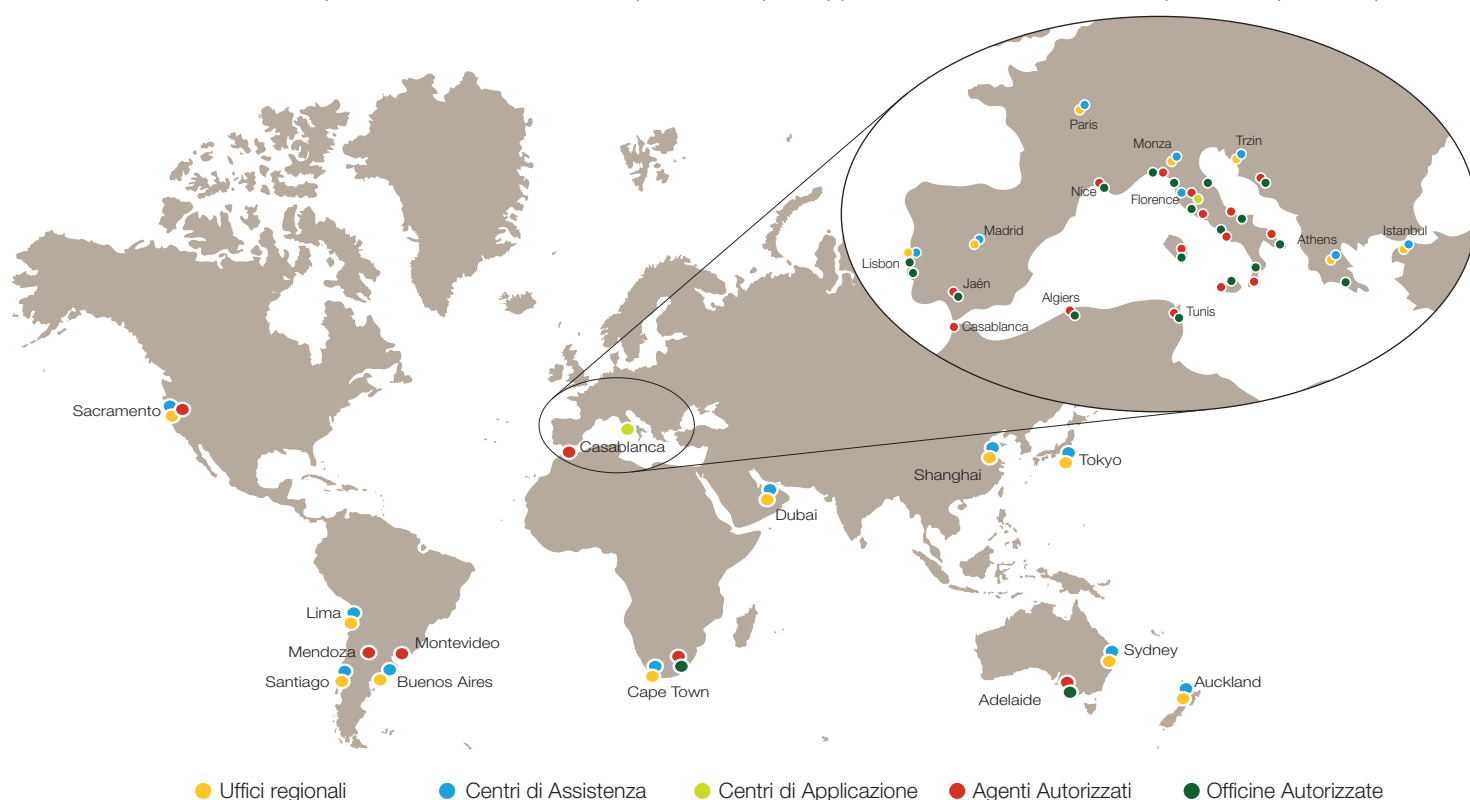 Paris
Monza
Trzin
Nice
Florence
Madrid
Athens
Istanbul
Lisbon
Jaén
Algiers
Tunis
Casablanca
Sacramento
Casablanca
Shanghai
Tokyo
Dubai
Lima
Montevideo
Mendoza
Sydney
Santiago
Buenos Aires
Auckland
Cape Town
Adelaide
Uffici regionali
Centri di Assistenza
Centri di Applicazione
Agenti Autorizzati
Officine Autorizzate